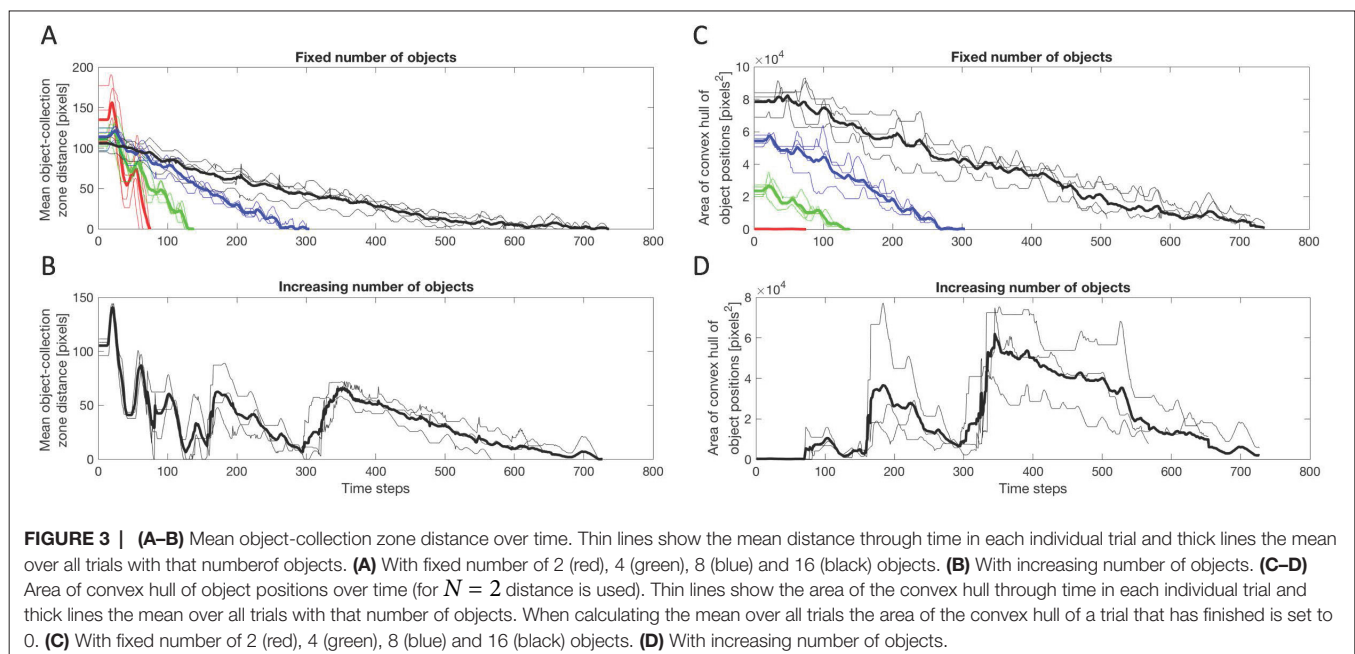 A
Fixed number of objects
Mean object-collection
zone distance [pixels]
200
150
100
50
0
0 100 200 300 400 500 600 700 800
C
Fixed number of objects
×10⁴
Area of convex hull of
object positions [pixels²]
10
8
6
4
2
0
0 100 200 300 400 500 600 700 800
B
Increasing number of objects
Mean object-collection
zone distance [pixels]
150
100
50
0
0 100 200 300 400 500 600 700 800
Time steps
D
Increasing number of objects
×10⁴
Area of convex hull of
object positions [pixels²]
8
6
4
2
0
0 100 200 300 400 500 600 700 800
Time steps
FIGURE 3 | (A–B) Mean object-collection zone distance over time. Thin lines show the mean distance through time in each individual trial and thick lines the mean
over all trials with that numberof objects. (A) With fixed number of 2 (red), 4 (green), 8 (blue) and 16 (black) objects. (B) With increasing number of objects. (C–D)
Area of convex hull of object positions over time (for N = 2 distance is used). Thin lines show the area of the convex hull through time in each individual trial and
thick lines the mean over all trials with that number of objects. When calculating the mean over all trials the area of the convex hull of a trial that has finished is set to
0. (C) With fixed number of 2 (red), 4 (green), 8 (blue) and 16 (black) objects. (D) With increasing number of objects.